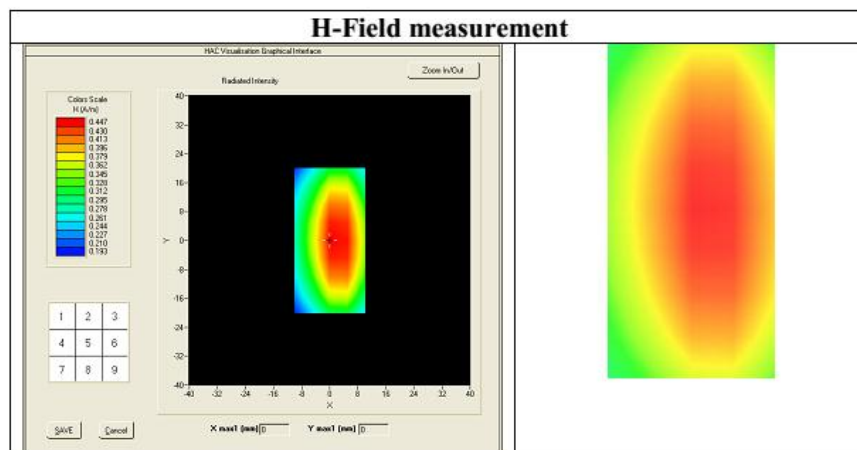 H-Field measurement
HAC Visualisation Graphical Interface
Zoom In/Out
Radiated Intensity
Colors Scale
H (A/m)
0.447
0.430
0.413
0.396
0.379
0.362
0.345
0.328
0.312
0.295
0.278
0.261
0.244
0.227
0.210
0.193
40
32
24
16
8
0
-8
-16
-24
-32
-40
Y
-40 -32 -24 -16 -8 0 8 16 24 32 40
X
1 2 3
4 5 6
7 8 9
SAVE Cancel X max1 (mm) 0 Y max1 (mm) 0